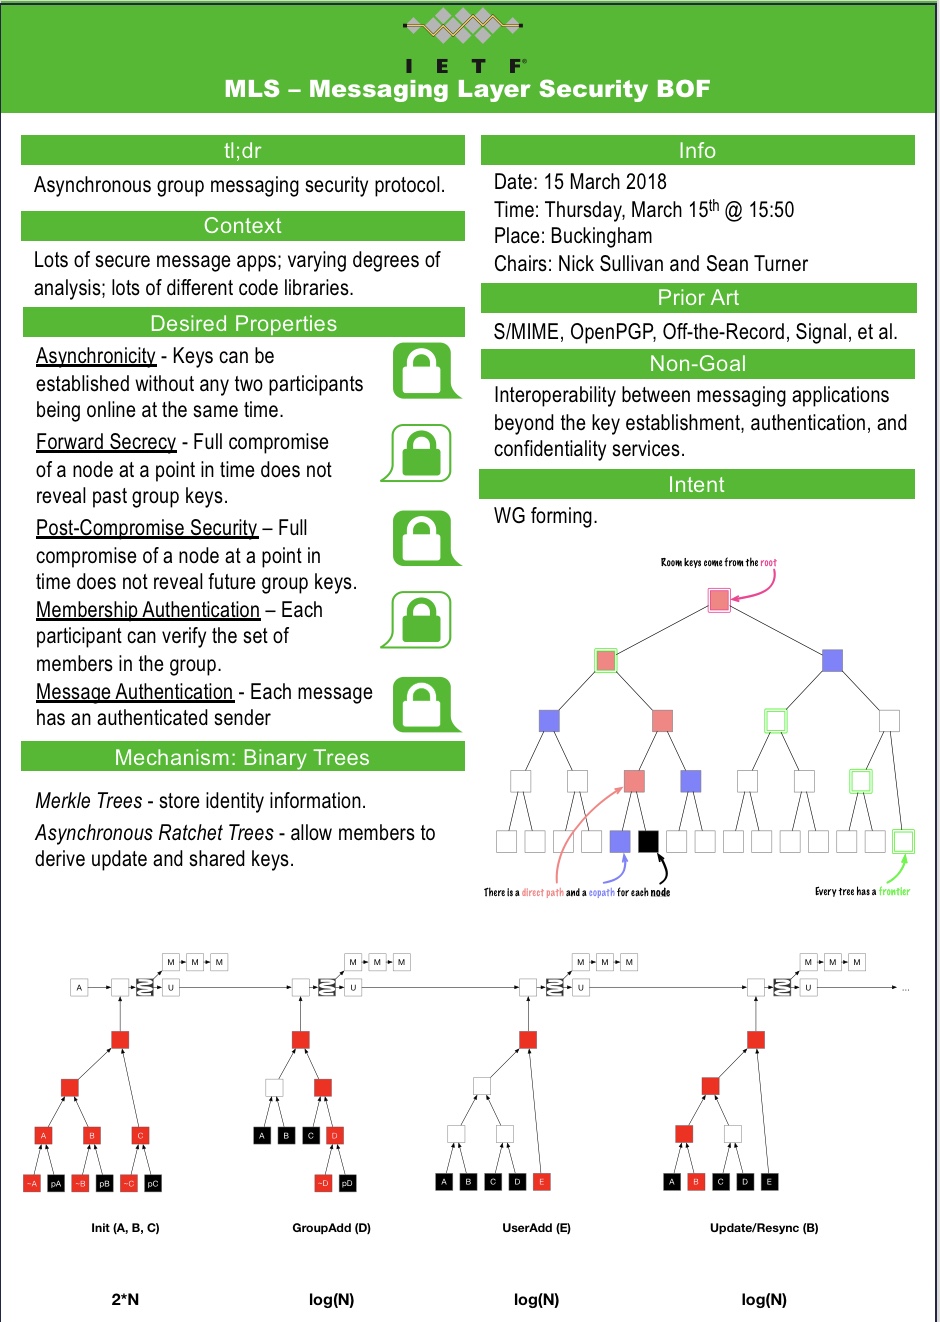 I E T F®
MLS – Messaging Layer Security BOF
tl;dr
Asynchronous group messaging security protocol.
Context
Lots of secure message apps; varying degrees of
analysis; lots of different code libraries.
Desired Properties
Asynchronicity - Keys can be
established without any two participants
being online at the same time.
Forward Secrecy - Full compromise
of a node at a point in time does not
reveal past group keys.
Post-Compromise Security – Full
compromise of a node at a point in
time does not reveal future group keys.
Membership Authentication – Each
participant can verify the set of
members in the group.
Message Authentication - Each message
has an authenticated sender
Mechanism: Binary Trees
Merkle Trees - store identity information.
Asynchronous Ratchet Trees - allow members to
derive update and shared keys.
Info
Date: 15 March 2018
Time: Thursday, March 15th @ 15:50
Place: Buckingham
Chairs: Nick Sullivan and Sean Turner
Prior Art
S/MIME, OpenPGP, Off-the-Record, Signal, et al.
Non-Goal
Interoperability between messaging applications
beyond the key establishment, authentication, and
confidentiality services.
Intent
WG forming.
Room keys come from the root
There is a direct path and a copath for each node
Every tree has a frontier
M M M
M M M
M M M
M M M
A U
U
U
U ...
A B C
A B C D
~A pA ~B pB ~C pC
~D pD
A B C D E
A B C D E
Init (A, B, C)
GroupAdd (D)
UserAdd (E)
Update/Resync (B)
2*N
log(N)
log(N)
log(N)